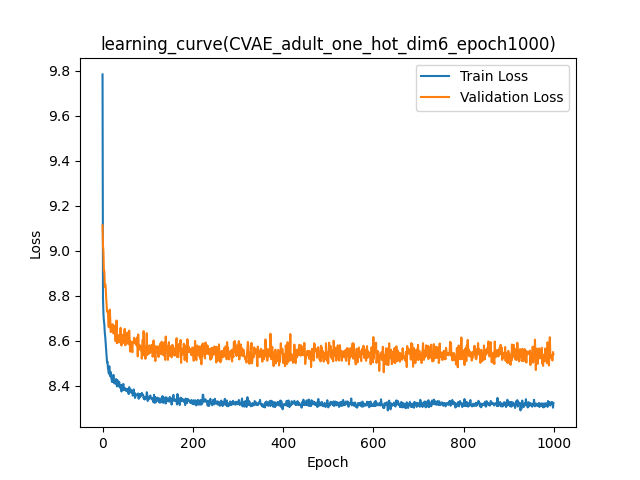 learning_curve(CVAE_adult_one_hot_dim6_epoch1000)
Train Loss
Validation Loss
9.8
9.6
9.4
9.2
9.0
8.8
8.6
8.4
Loss
0
200
400
600
800
1000
Epoch